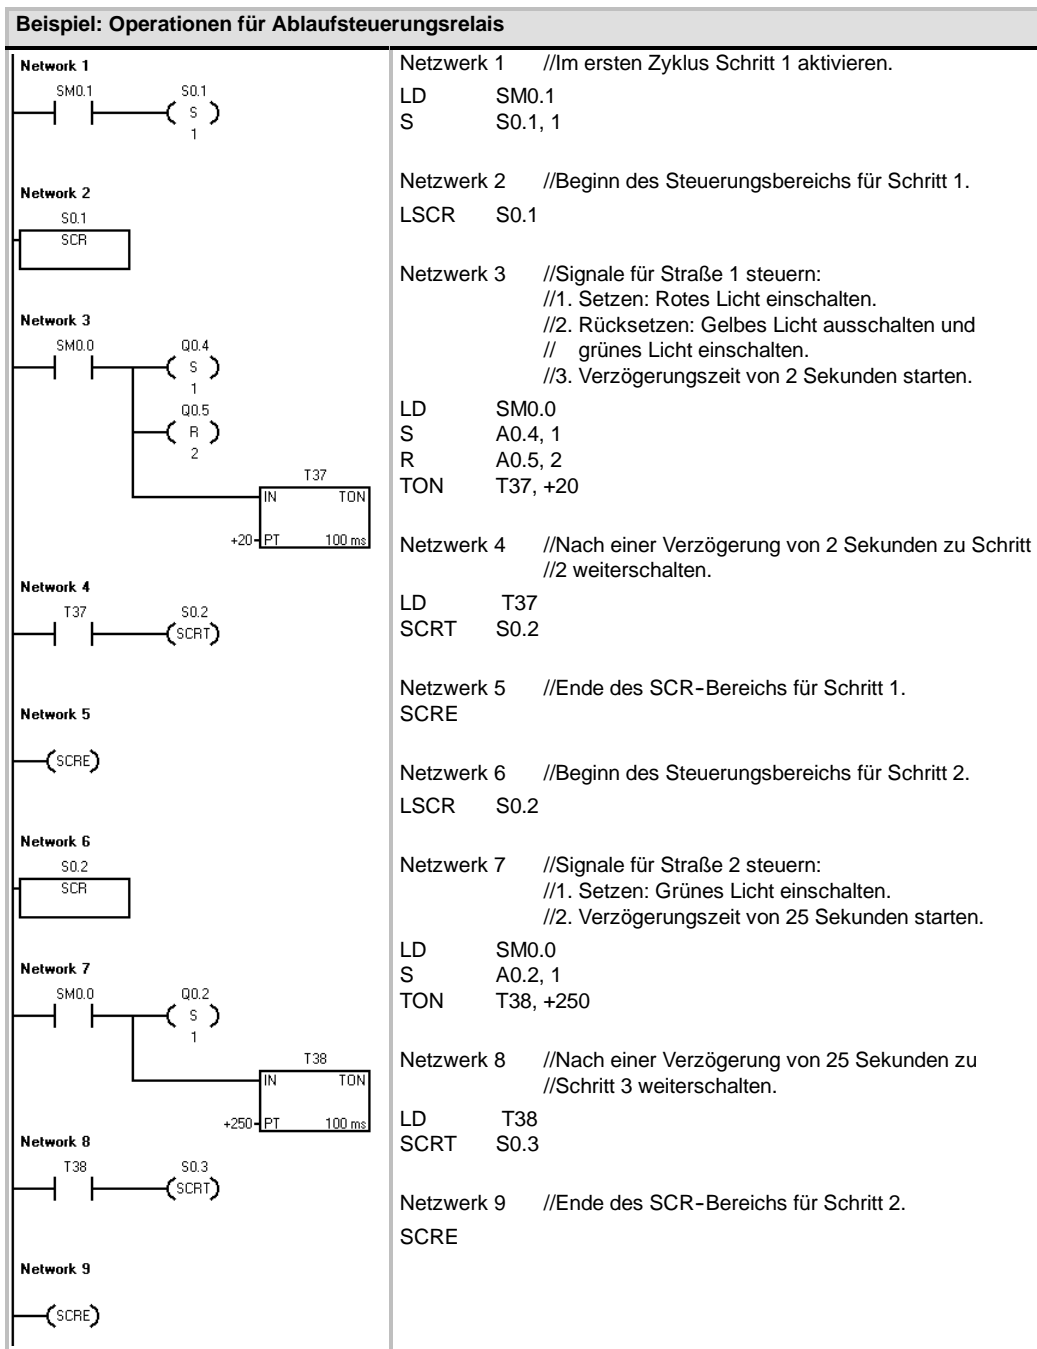 Beispiel: Operationen für Ablaufsteuerungsrelais
Network 1
SM0.1
S0.1
S
1
Network 2
S0.1
SCR
Network 3
SM0.0
Q0.4
S
1
Q0.5
R
2
T37
IN TON
+20 PT 100 ms
Network 4
T37
S0.2
SCRT
Network 5
SCRE
Network 6
S0.2
SCR
Network 7
SM0.0
Q0.2
S
1
T38
IN TON
+250 PT 100 ms
Network 8
T38
S0.3
SCRT
Network 9
SCRE
Netzwerk 1 //Im ersten Zyklus Schritt 1 aktivieren.
LD SM0.1
S S0.1, 1
Netzwerk 2 //Beginn des Steuerungsbereichs für Schritt 1.
LSCR S0.1
Netzwerk 3 //Signale für Straße 1 steuern:
//1. Setzen: Rotes Licht einschalten.
//2. Rücksetzen: Gelbes Licht ausschalten und
// grünes Licht einschalten.
//3. Verzögerungszeit von 2 Sekunden starten.
LD SM0.0
S A0.4, 1
R A0.5, 2
TON T37, +20
Netzwerk 4 //Nach einer Verzögerung von 2 Sekunden zu Schritt
//2 weiterschalten.
LD T37
SCRT S0.2
Netzwerk 5 //Ende des SCR-Bereichs für Schritt 1.
SCRE
Netzwerk 6 //Beginn des Steuerungsbereichs für Schritt 2.
LSCR S0.2
Netzwerk 7 //Signale für Straße 2 steuern:
//1. Setzen: Grünes Licht einschalten.
//2. Verzögerungszeit von 25 Sekunden starten.
LD SM0.0
S A0.2, 1
TON T38, +250
Netzwerk 8 //Nach einer Verzögerung von 25 Sekunden zu
//Schritt 3 weiterschalten.
LD T38
SCRT S0.3
Netzwerk 9 //Ende des SCR-Bereichs für Schritt 2.
SCRE